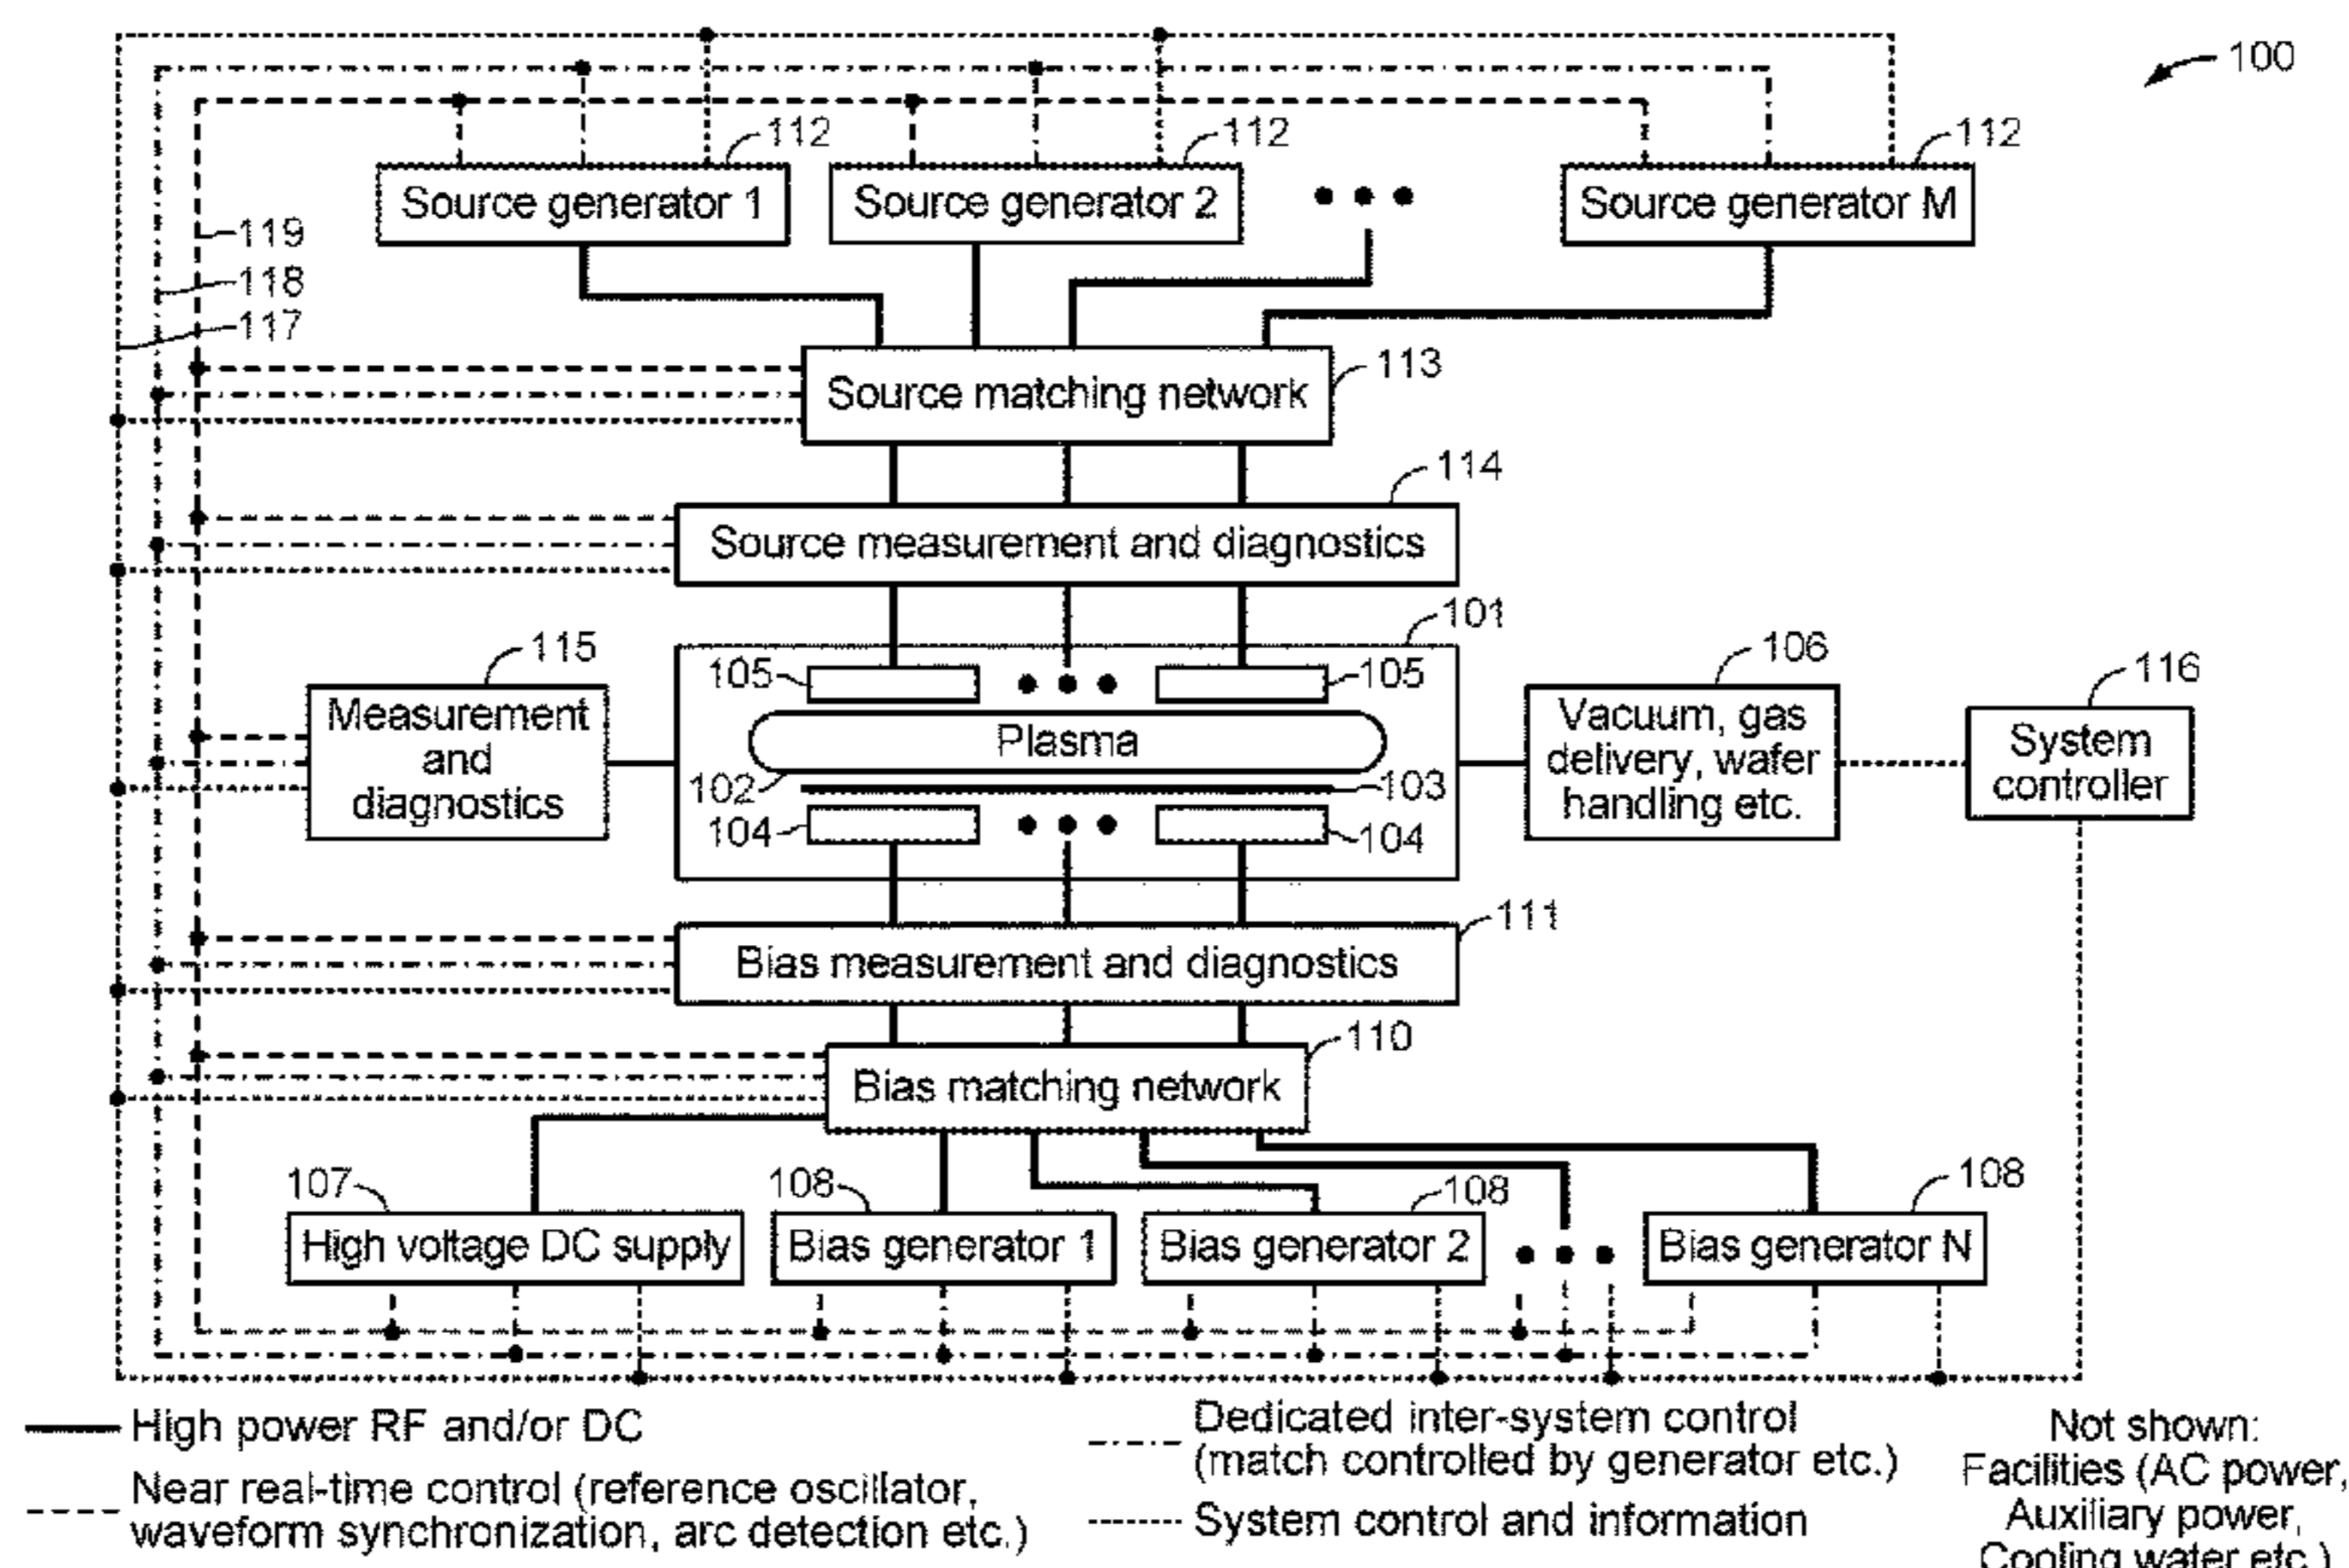 100
112
112
112
Source generator 1
Source generator 2
Source generator M
119
118
117
113
Source matching network
114
Source measurement and diagnostics
101
115
106
116
105
105
Measurement
and
diagnostics
Plasma
Vacuum, gas
delivery, wafer
handling etc.
System
controller
102
103
104
104
111
Bias measurement and diagnostics
110
Bias matching network
107
108
108
108
High voltage DC supply
Bias generator 1
Bias generator 2
Bias generator N
High power RF and/or DC
Near real-time control (reference oscillator,
waveform synchronization, arc detection etc.)
Dedicated inter-system control
(match controlled by generator etc.)
System control and information
Not shown:
Facilities (AC power,
Auxiliary power,
Cooling water etc.)